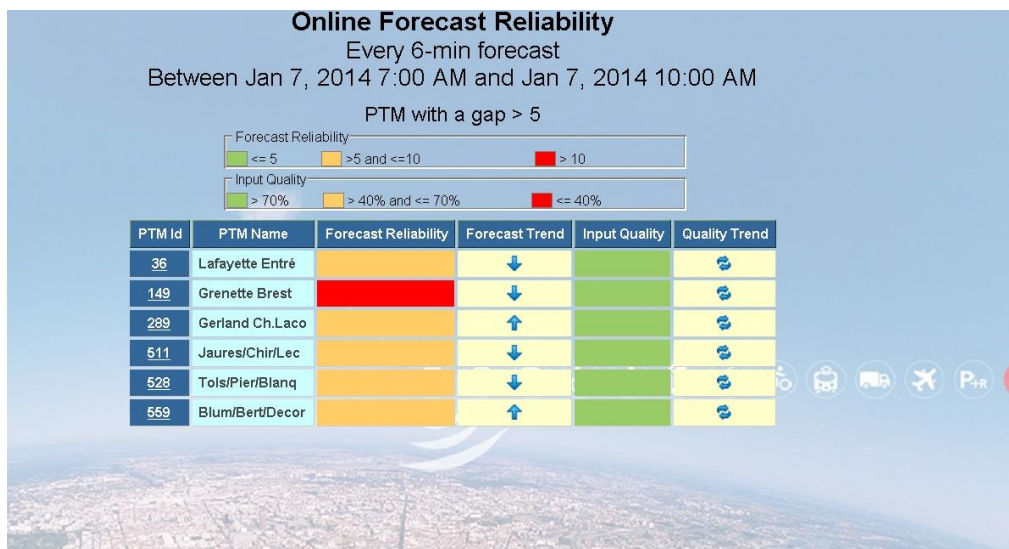 Online Forecast Reliability
Every 6-min forecast
Between Jan 7, 2014 7:00 AM and Jan 7, 2014 10:00 AM
PTM with a gap > 5
Forecast Reliability
<= 5 >5 and <=10 > 10
Input Quality
> 70% > 40% and <= 70% <= 40%
PTM Id PTM Name Forecast Reliability Forecast Trend Input Quality Quality Trend
36 Lafayette Entré
149 Grenette Brest
289 Gerland Ch.Laco
511 Jaures/Chir/Lec
528 Tols/Pier/Blanq
559 Blum/Bert/Decor
P+R